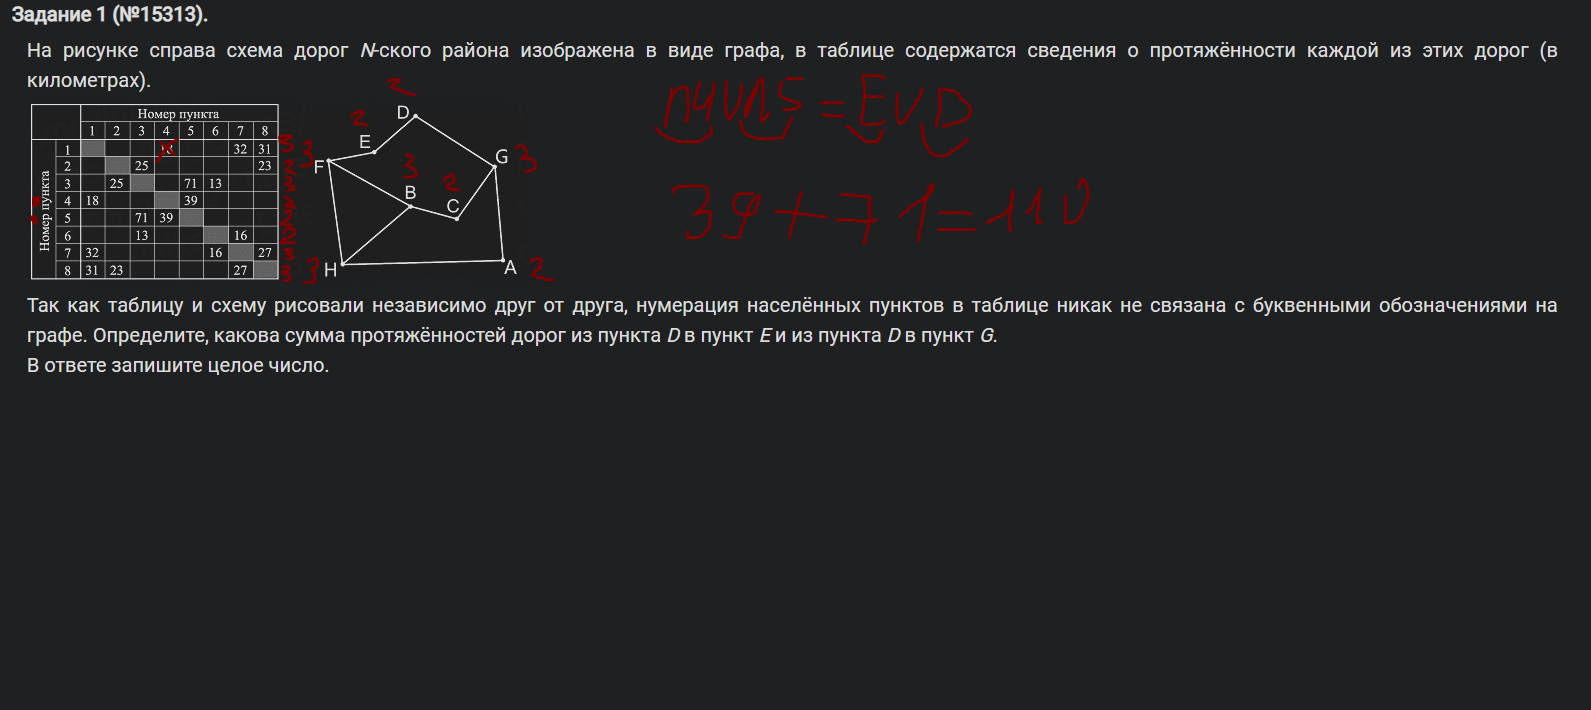 Задание 1 (№15313).
На рисунке справа схема дорог N-ского района изображена в виде графа, в таблице содержатся сведения о протяжённости каждой из этих дорог (в
километрах).
Номер пункта
1 2 3 4 5 6 7 8
Номер пункта
1 32 31
2 25 23
3 25 71 13
4 18 39
5 71 39
6 13 16
7 32 16 27
8 31 23 27
3
2
3
2
2
2
3
3
2
D
2
E
3 F
3
B
2
C
G 3
3 H
A 2
П4 И П5 = E и D
39 + 71 = 110
Так как таблицу и схему рисовали независимо друг от друга, нумерация населённых пунктов в таблице никак не связана с буквенными обозначениями на
графе. Определите, какова сумма протяжённостей дорог из пункта D в пункт E и из пункта D в пункт G.
В ответе запишите целое число.